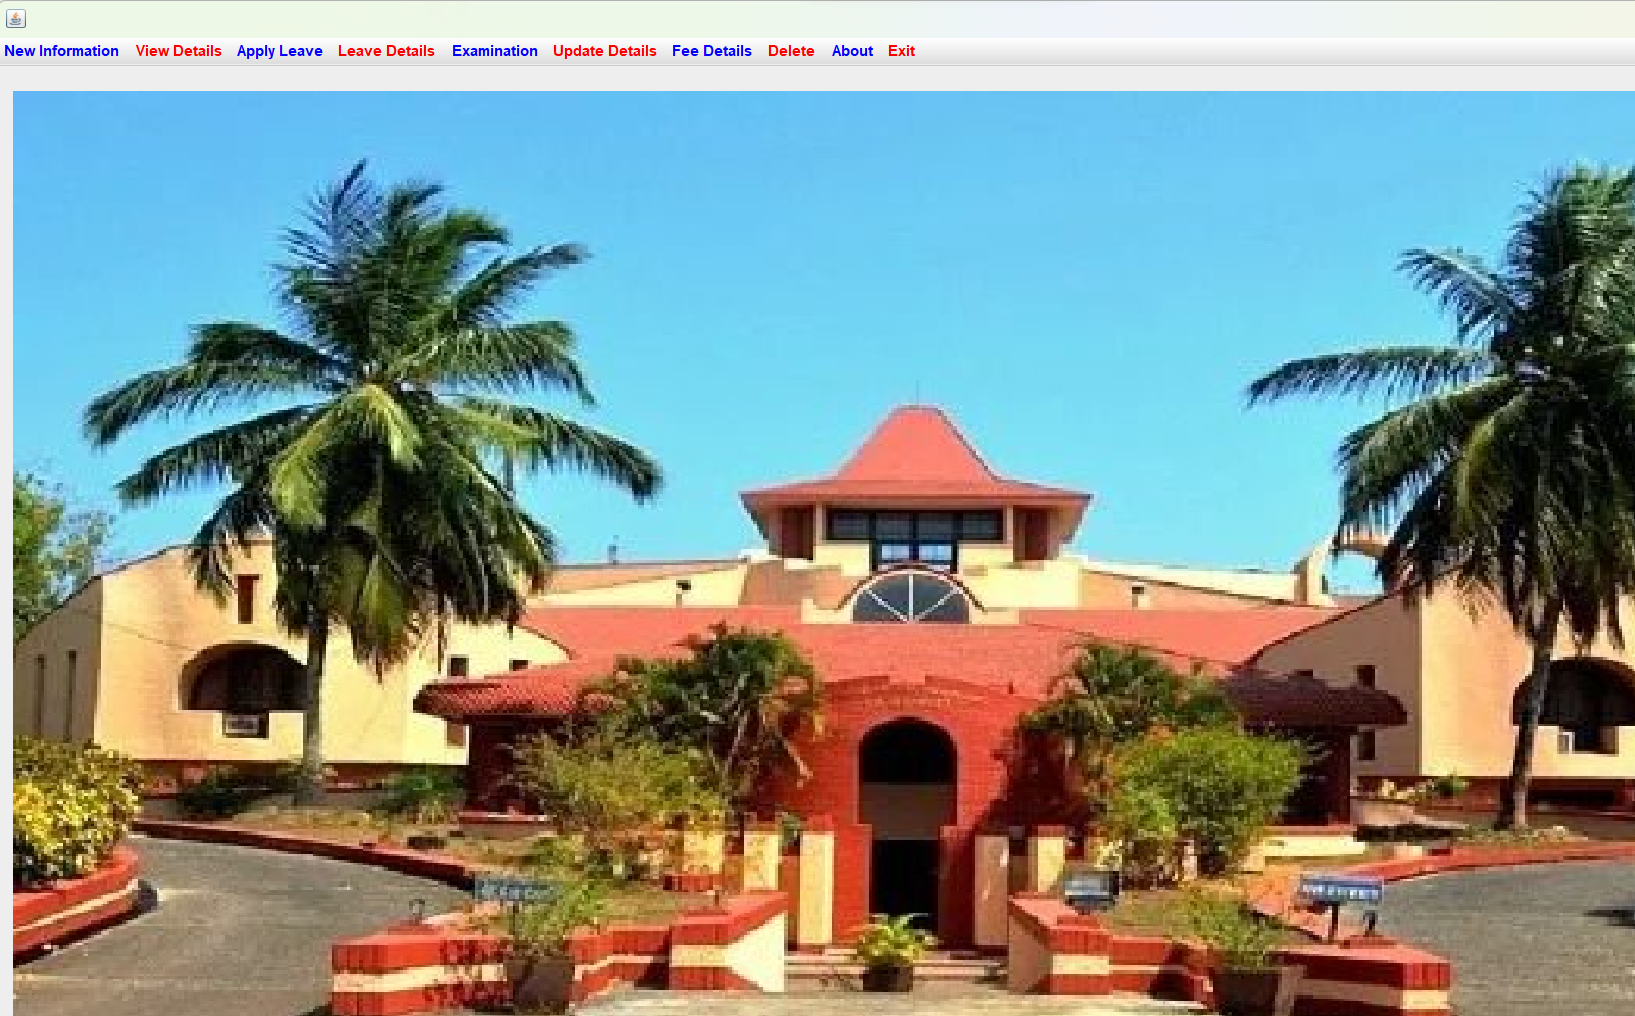 New Information View Details Apply Leave Leave Details Examination Update Details Fee Details Delete About Exit